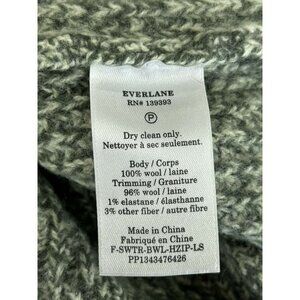 EVERLANE
RN# 139393
P
Dry clean only.
Nettoyer à sec seulement.
Body / Corps
100% wool / laine
Trimming / Graniture
96% wool / laine
1% elastane / élasthanne
3% other fiber / autre fibre
Made in China
Fabriqué en Chine
F-SWTR-BWL-HZIP-LS
PP1343476426